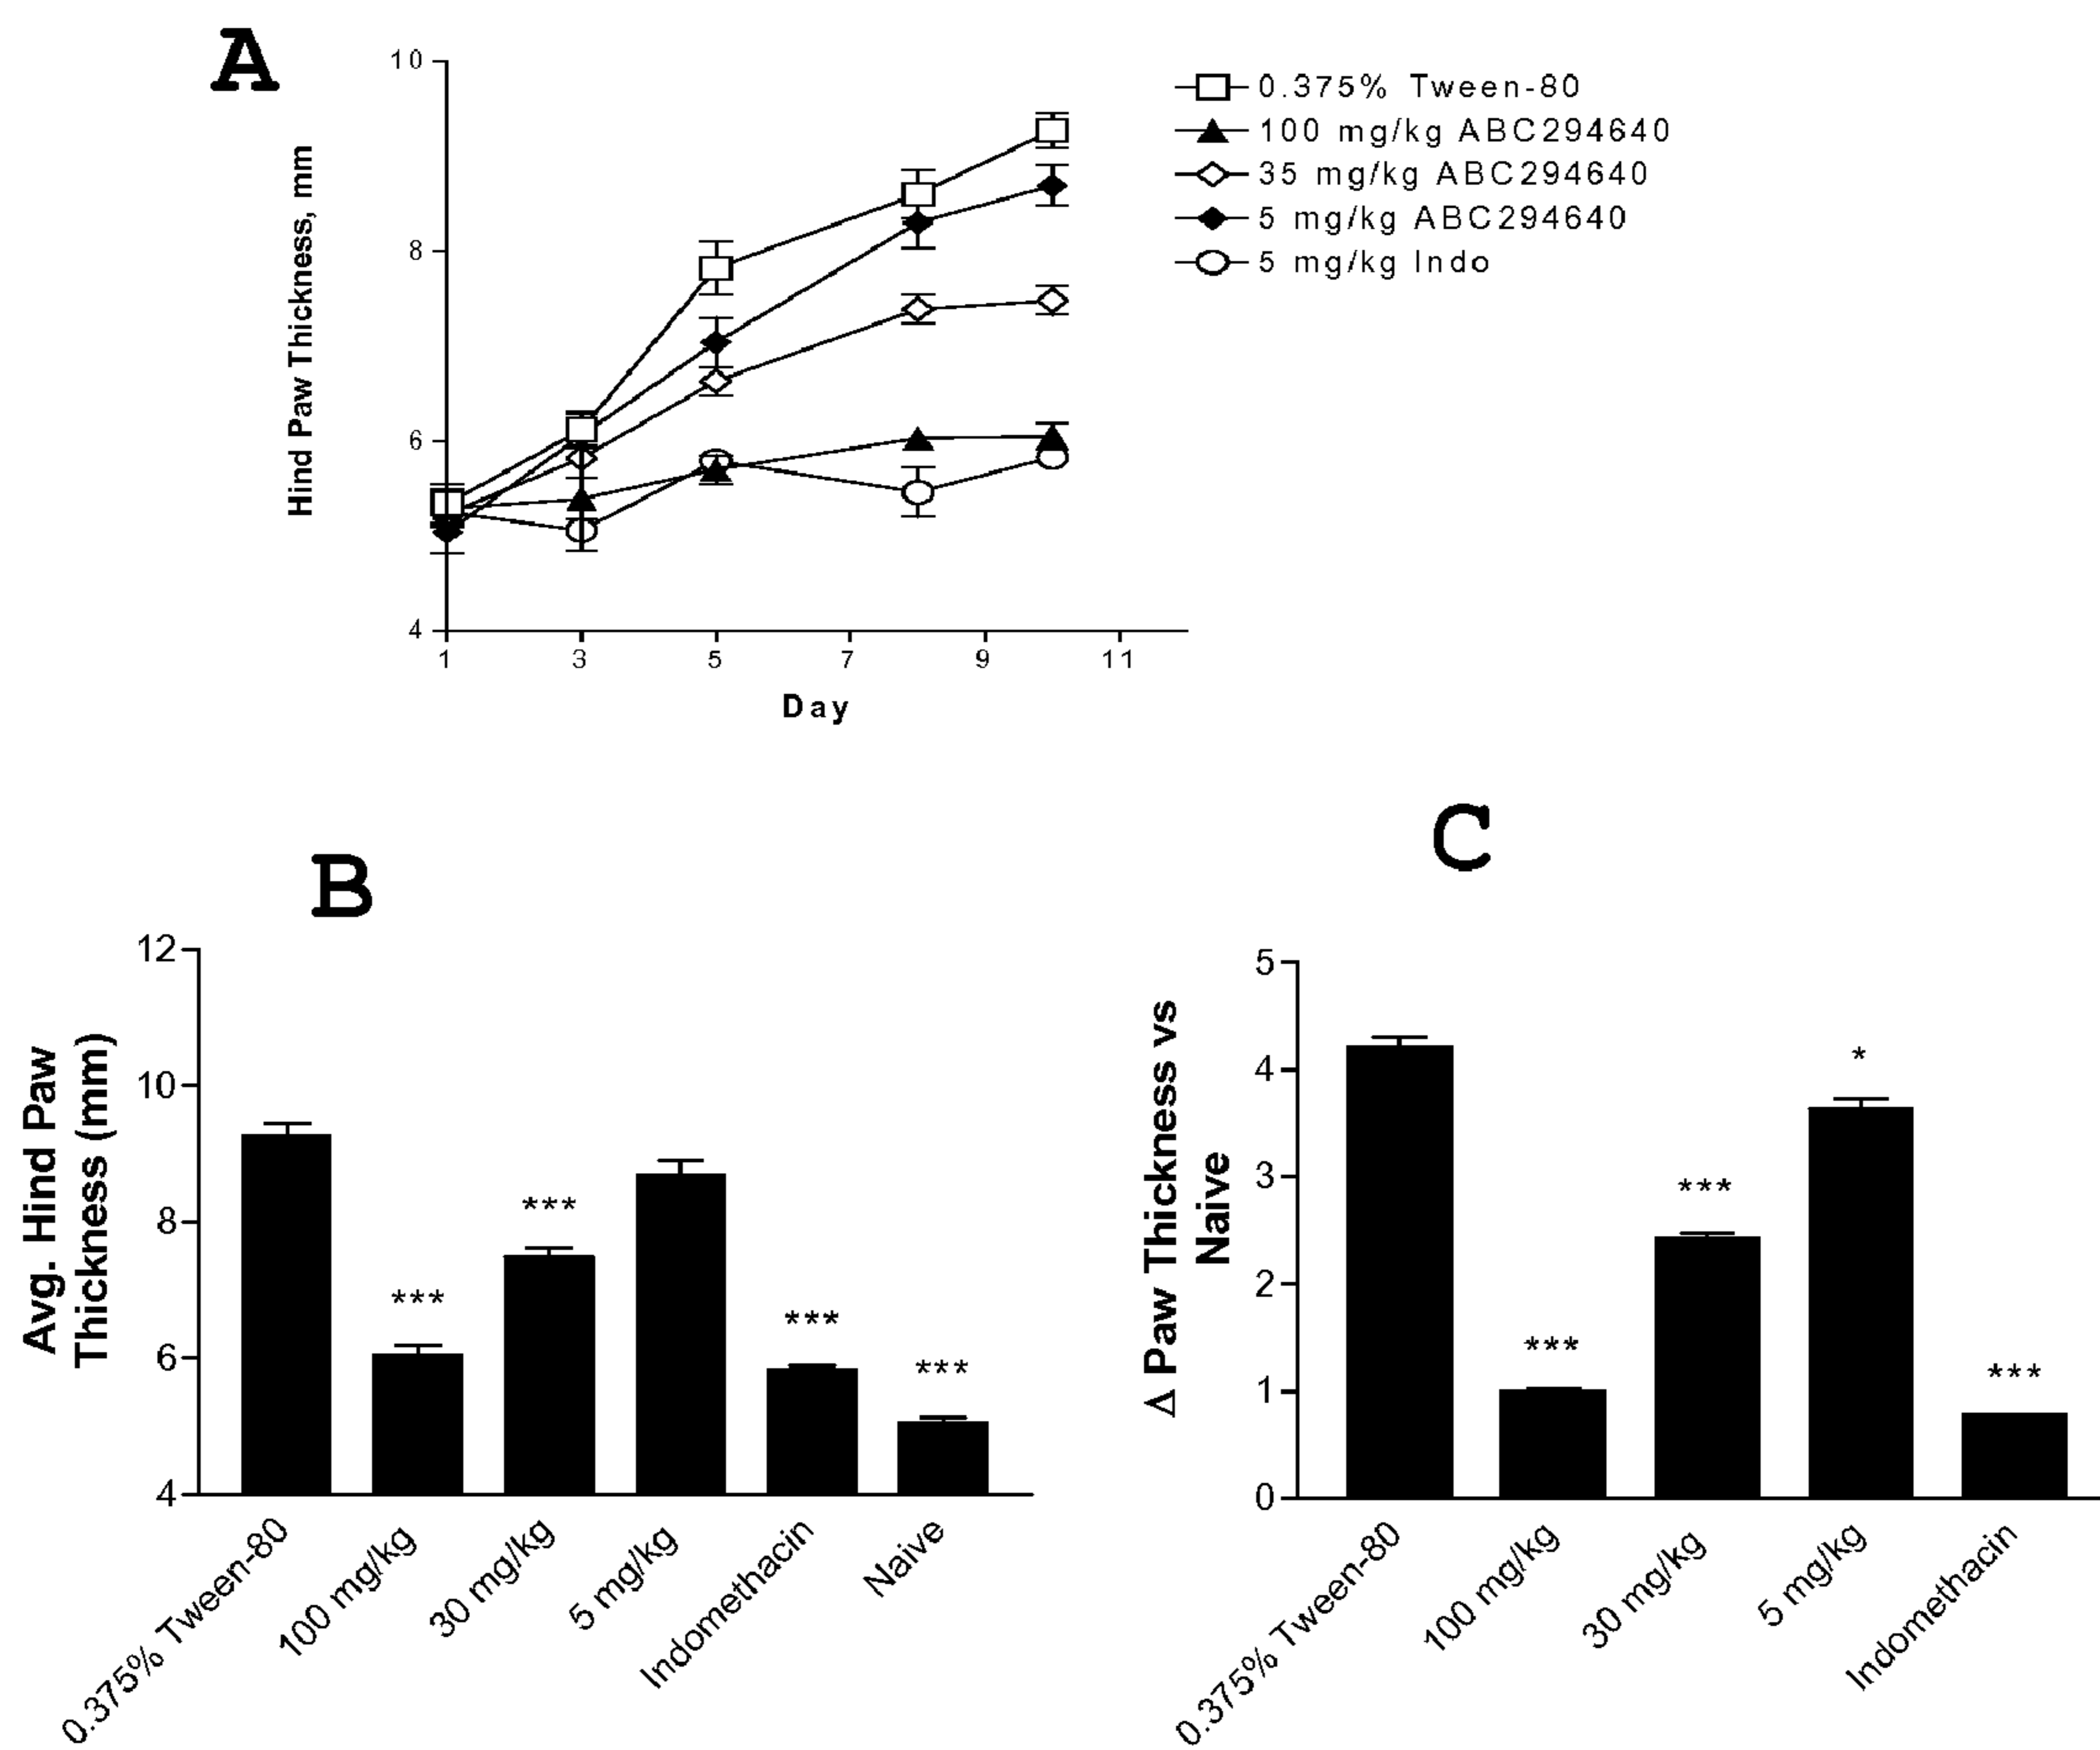 A
Hind Paw Thickness, mm
10
8
6
4
1 3 5 7 9 11
Day
0.375% Tween-80
100 mg/kg ABC294640
35 mg/kg ABC294640
5 mg/kg ABC294640
5 mg/kg Indo
B
Avg. Hind Paw
Thickness (mm)
12
10
8
6
4
***
***
***
***
0.375% Tween-80
100 mg/kg
30 mg/kg
5 mg/kg
Indomethacin
Naive
C
Δ Paw Thickness vs
Naive
5
4
3
2
1
0
***
***
*
***
0.375% Tween-80
100 mg/kg
30 mg/kg
5 mg/kg
Indomethacin